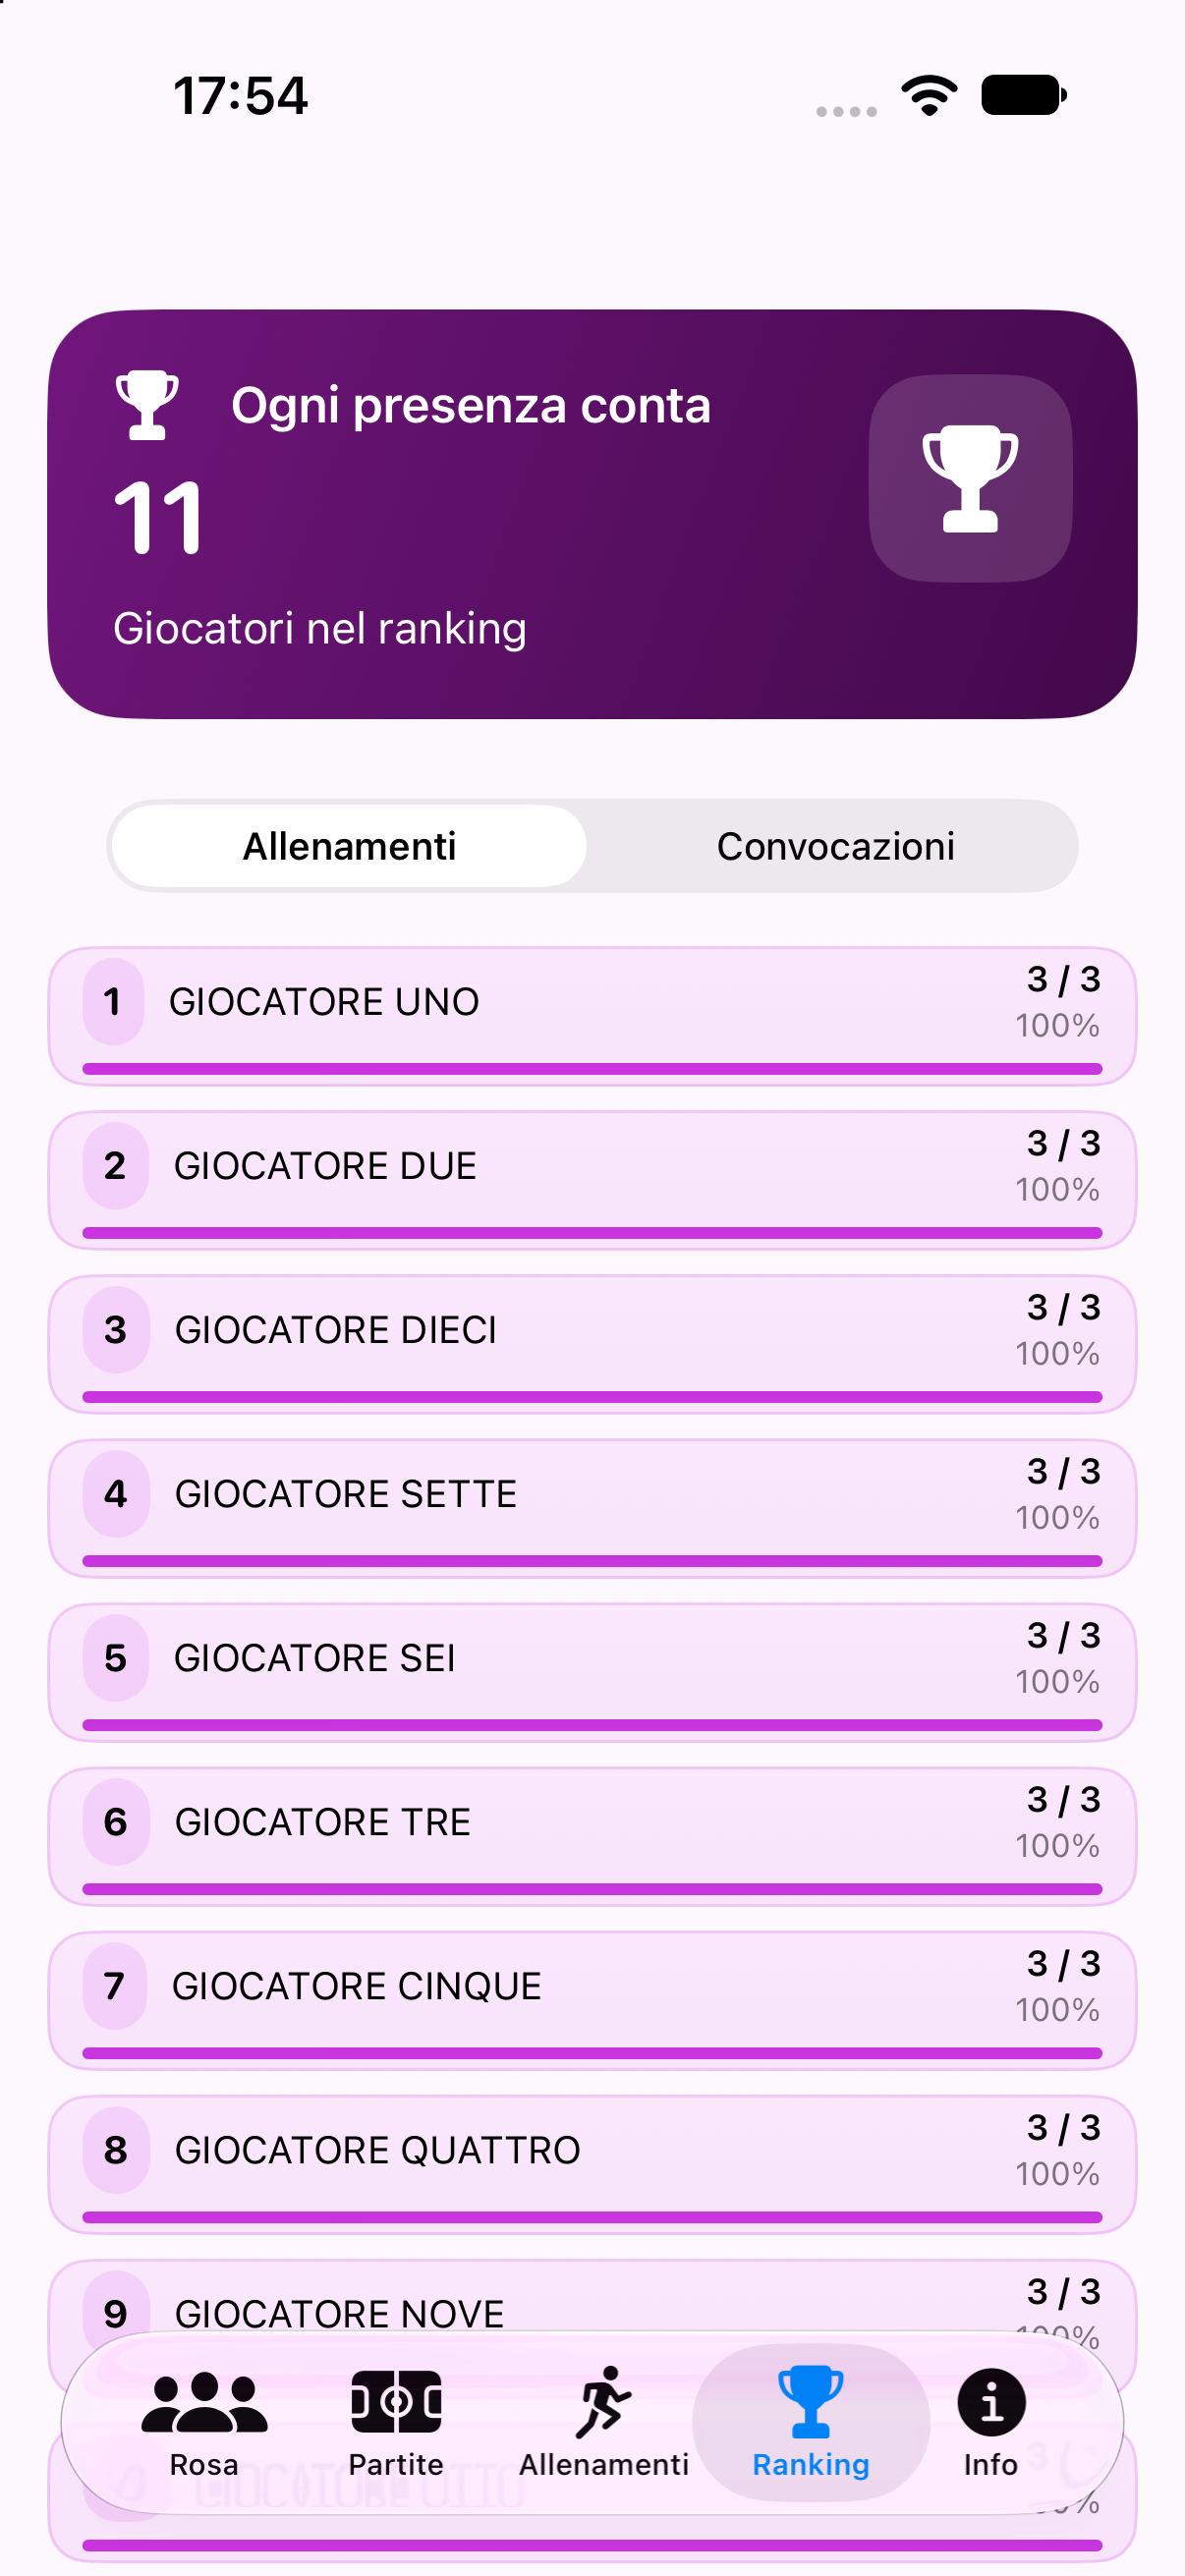 17:54
Ogni presenza conta
11
Giocatori nel ranking
Allenamenti Convocazioni
1 GIOCATORE UNO 3 / 3
100%
2 GIOCATORE DUE 3 / 3
100%
3 GIOCATORE DIECI 3 / 3
100%
4 GIOCATORE SETTE 3 / 3
100%
5 GIOCATORE SEI 3 / 3
100%
6 GIOCATORE TRE 3 / 3
100%
7 GIOCATORE CINQUE 3 / 3
100%
8 GIOCATORE QUATTRO 3 / 3
100%
9 GIOCATORE NOVE 3 / 3
100%
Rosa Partite Allenamenti Ranking Info